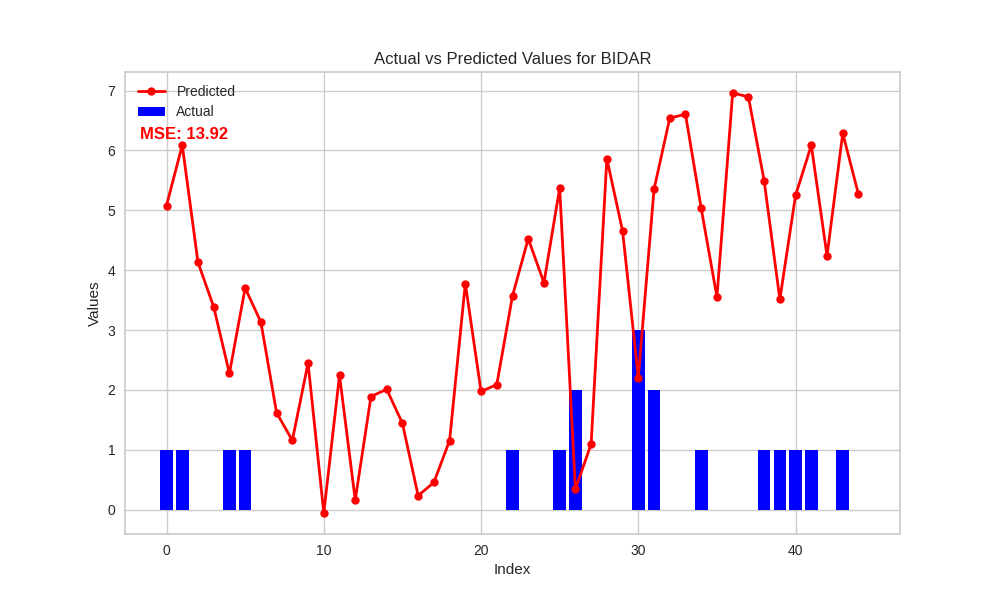 Actual vs Predicted Values for BIDAR
Predicted
Actual
MSE: 13.92
Values
7
6
5
4
3
2
1
0
0 10 20 30 40
Index